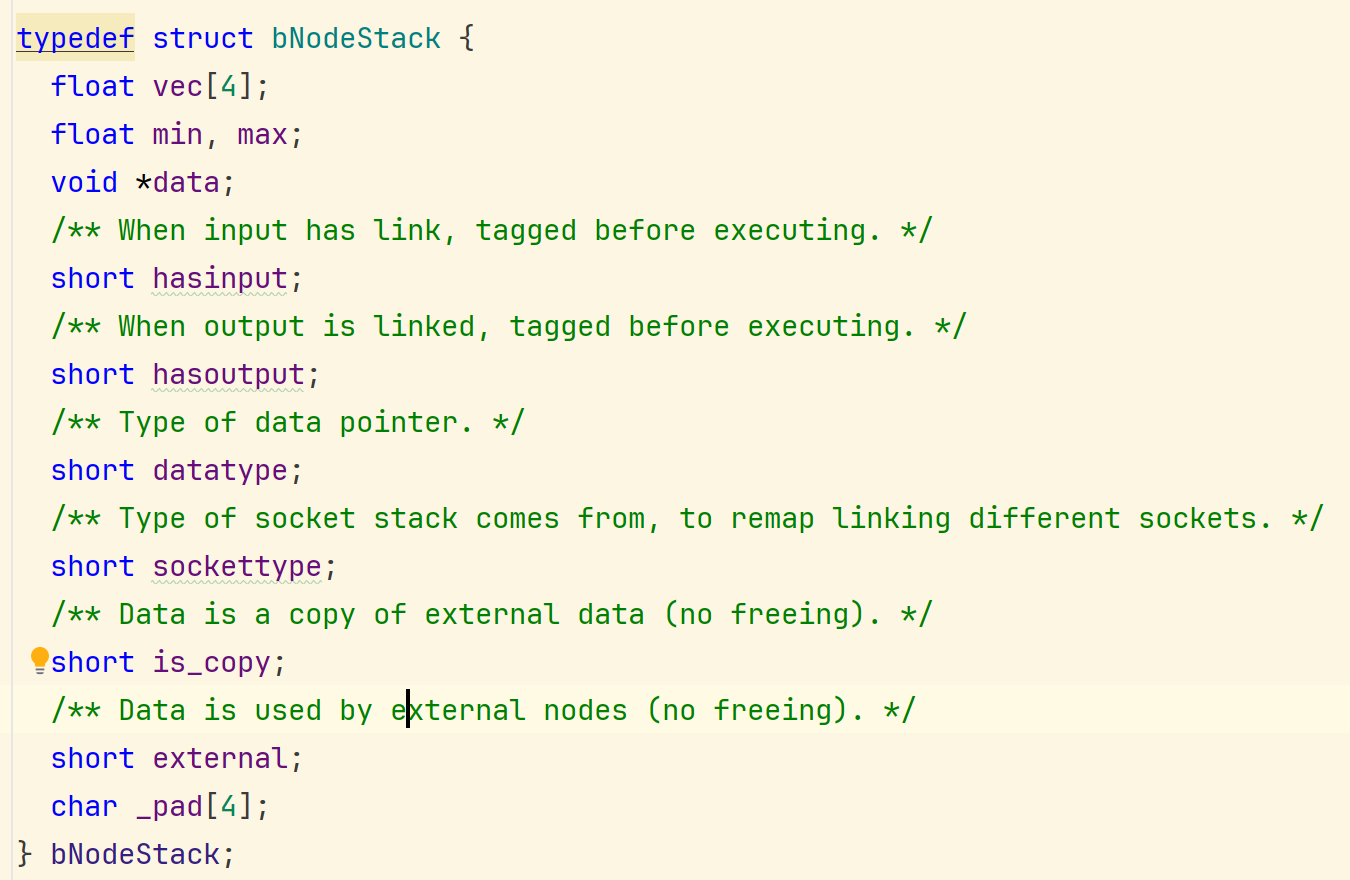 typedef struct bNodeStack {
  float vec[4];
  float min, max;
  void *data;
  /** When input has link, tagged before executing. */
  short hasinput;
  /** When output is linked, tagged before executing. */
  short hasoutput;
  /** Type of data pointer. */
  short datatype;
  /** Type of socket stack comes from, to remap linking different sockets. */
  short sockettype;
  /** Data is a copy of external data (no freeing). */
  short is_copy;
  /** Data is used by external nodes (no freeing). */
  short external;
  char _pad[4];
} bNodeStack;